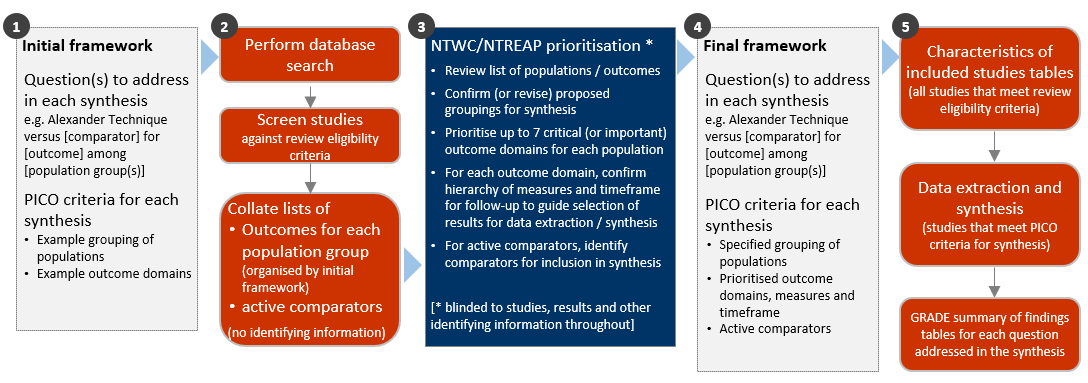 1
Initial framework
Question(s) to address
in each synthesis
e.g. Alexander Technique
versus [comparator] for
[outcome] among
[population group(s)]
PICO criteria for each
synthesis
• Example grouping of
populations
• Example outcome domains
2
Perform database
search
Screen studies
against review eligibility
criteria
Collate lists of
• Outcomes for each
population group
(organised by initial
framework)
• active comparators
(no identifying information)
3
NTWC/NTREAP prioritisation *
• Review list of populations / outcomes
• Confirm (or revise) proposed
groupings for synthesis
• Prioritise up to 7 critical (or important)
outcome domains for each population
• For each outcome domain, confirm
hierarchy of measures and timeframe
for follow-up to guide selection of
results for data extraction / synthesis
• For active comparators, identify
comparators for inclusion in synthesis
[* blinded to studies, results and other
identifying information throughout]
4
Final framework
Question(s) to address
in each synthesis
e.g. Alexander Technique
versus [comparator] for
[outcome] among
[population group(s)]
PICO criteria for each
synthesis
• Specified grouping of
populations
• Prioritised outcome
domains, measures and
timeframe
• Active comparators
5
Characteristics of
included studies tables
(all studies that meet review
eligibility criteria)
Data extraction and
synthesis
(studies that meet PICO
criteria for synthesis)
GRADE summary of findings
tables for each question
addressed in the synthesis